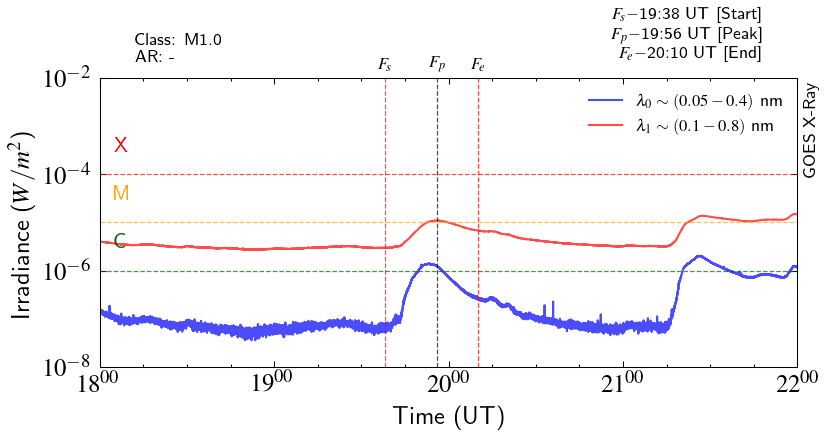 F_s−19:38 UT [Start]
Class: M1.0
F_p−19:56 UT [Peak]
AR: -
F_e−20:10 UT [End]
F_s
F_p
F_e
10^{-2}
λ_0 ∼ (0.05 − 0.4) nm
λ_1 ∼ (0.1 − 0.8) nm
GOES X-Ray
X
10^{-4}
M
Irradiance (W/m^2)
C
10^{-6}
10^{-8}
18^{00}
19^{00}
20^{00}
21^{00}
22^{00}
Time (UT)